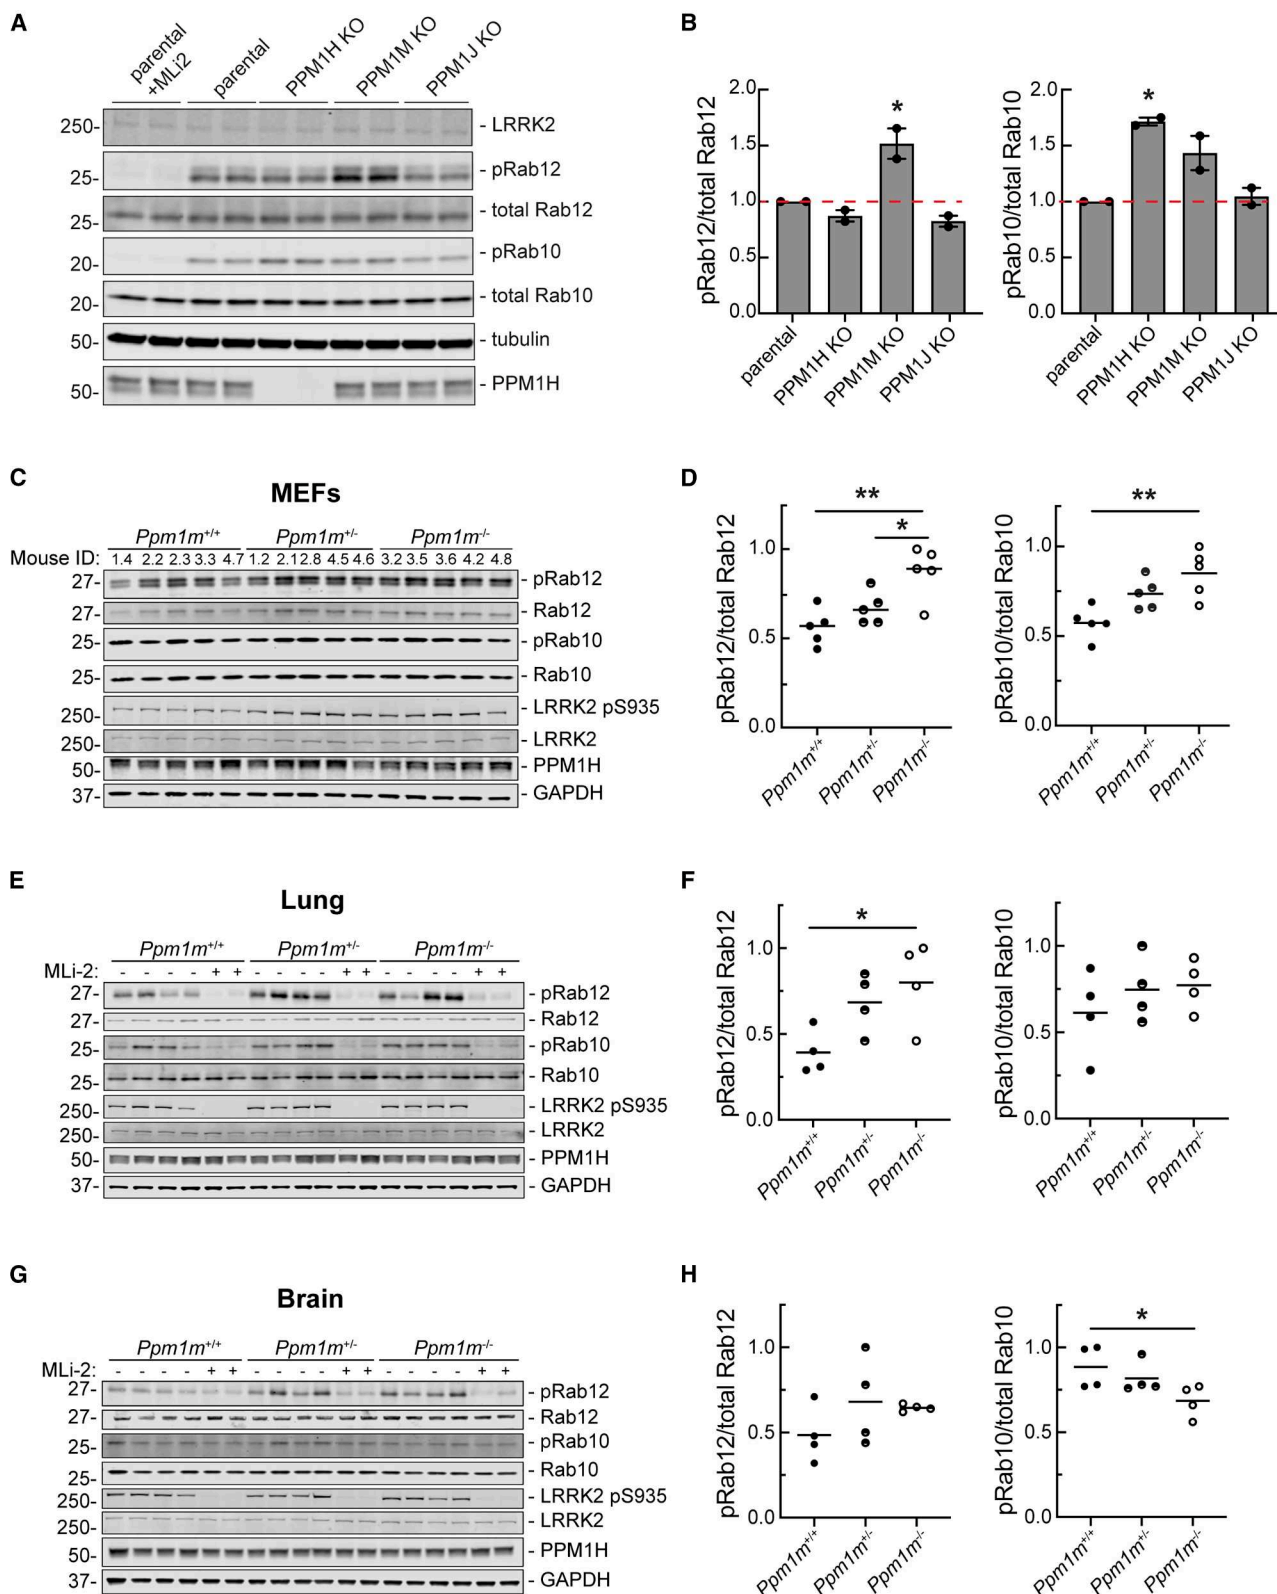 A
parental +MLi2
parental
PPM1H KO
PPM1M KO
PPM1J KO
250-
- LRRK2
25-
- pRab12
25-
- total Rab12
20-
- pRab10
20-
- total Rab10
50-
- tubulin
50-
- PPM1H
B
pRab12/total Rab12
2.0
1.5
1.0
0.5
0.0
*
parental
PPM1H KO
PPM1M KO
PPM1J KO
pRab10/total Rab10
2.0
1.5
1.0
0.5
0.0
*
parental
PPM1H KO
PPM1M KO
PPM1J KO
C
MEFs
Ppm1m+/+ Ppm1m+/- Ppm1m-/-
Mouse ID: 1.4 2.2 2.3 3.3 4.7 1.2 2.1 2.8 4.5 4.6 3.2 3.5 3.6 4.2 4.8
27- - pRab12
27- - Rab12
25- - pRab10
25- - Rab10
250- - LRRK2 pS935
250- - LRRK2
50- - PPM1H
37- - GAPDH
D
pRab12/total Rab12
1.0
0.5
0.0
**
*
Ppm1m+/+
Ppm1m+/-
Ppm1m-/-
pRab10/total Rab10
1.0
0.5
0.0
**
Ppm1m+/+
Ppm1m+/-
Ppm1m-/-
E
Lung
Ppm1m+/+ Ppm1m+/- Ppm1m-/-
MLi-2: - - - - + + - - - - + + - - - - + +
27- - pRab12
27- - Rab12
25- - pRab10
25- - Rab10
250- - LRRK2 pS935
250- - LRRK2
50- - PPM1H
37- - GAPDH
F
pRab12/total Rab12
1.0
0.5
0.0
*
Ppm1m+/+
Ppm1m+/-
Ppm1m-/-
pRab10/total Rab10
1.0
0.5
0.0
Ppm1m+/+
Ppm1m+/-
Ppm1m-/-
G
Brain
Ppm1m+/+ Ppm1m+/- Ppm1m-/-
MLi-2: - - - - + + - - - - + + - - - - + +
27- - pRab12
27- - Rab12
25- - pRab10
25- - Rab10
250- - LRRK2 pS935
250- - LRRK2
50- - PPM1H
37- - GAPDH
H
pRab12/total Rab12
1.0
0.5
0.0
Ppm1m+/+
Ppm1m+/-
Ppm1m-/-
pRab10/total Rab10
1.0
0.5
0.0
*
Ppm1m+/+
Ppm1m+/-
Ppm1m-/-